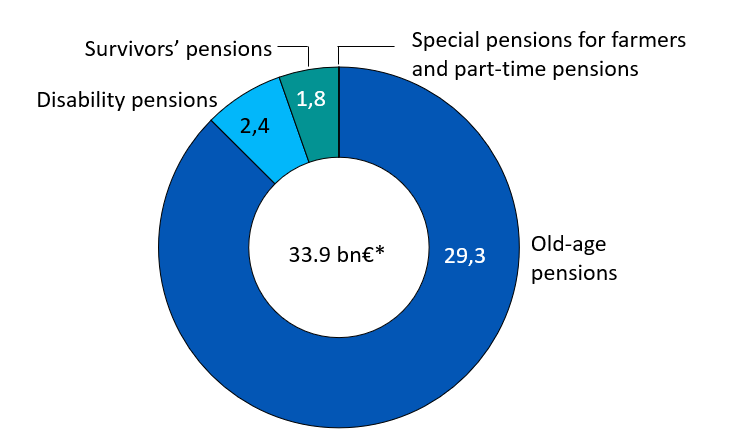 Survivors’ pensions
Special pensions for farmers
and part-time pensions
Disability pensions
1,8
2,4
33.9 bn€*
29,3
Old-age
pensions